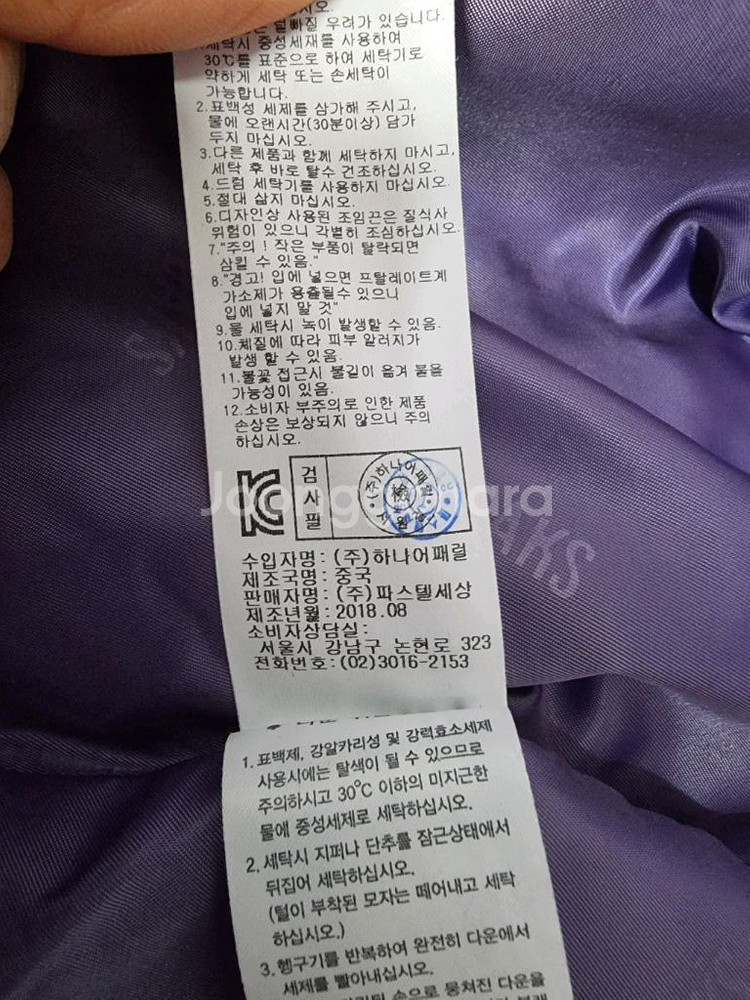 시오.
털빠질 우려가 있습니다.
세탁시 중성세재를 사용하여
30℃를 표준으로 하여 세탁기로
약하게 세탁 또는 손세탁이
가능합니다.
2.표백성 세제를 삼가해 주시고,
물에 오랜시간(30분이상) 담가
두지 마십시오.
3.다른 제품과 함께 세탁하지 마시고,
세탁 후 바로 탈수 건조하십시오.
4.드럼 세탁기를 사용하지 마십시오.
5.절대 삶지 마십시오.
6.디자인상 사용된 조임끈은 질식사
위험이 있으니 각별히 조심하십시오.
7."주의! 작은 부품이 탈락되면
삼킬 수 있음."
8."경고! 입에 넣으면 프탈레이트계
가소제가 용출될수 있으니
입에 넣지 말 것"
9.물 세탁시 녹이 발생할 수 있음.
10.체질에 따라 피부 알러지가
발생 할 수 있음.
11.불꽃 접근시 불길이 옮겨 붙을
가능성이 있음.
12.소비자 부주의로 인한 제품
손상은 보상되지 않으니 주의
하십시오.
KC 검사필 (주)하나어패럴 檢
수입자명: (주)하나어패럴
제조국명: 중국
판매자명: (주)파스텔세상
제조년월: 2018.08
소비자상담실:
서울시 강남구 논현로 323
전화번호: (02)3016-2153
1.표백제, 강알카리성 및 강력효소세제
사용시에는 탈색이 될 수 있으므로
주의하시고 30℃ 이하의 미지근한
물에 중성세제로 세탁하십시오.
2.세탁시 지퍼나 단추를 잠근상태에서
뒤집어 세탁하십시오.
(털이 부착된 모자는 떼어내고 세탁
하십시오.)
3.헹구기를 반복하여 완전히 다운에서
세제를 빨아내십시오.
손으로 뭉쳐진 다운을